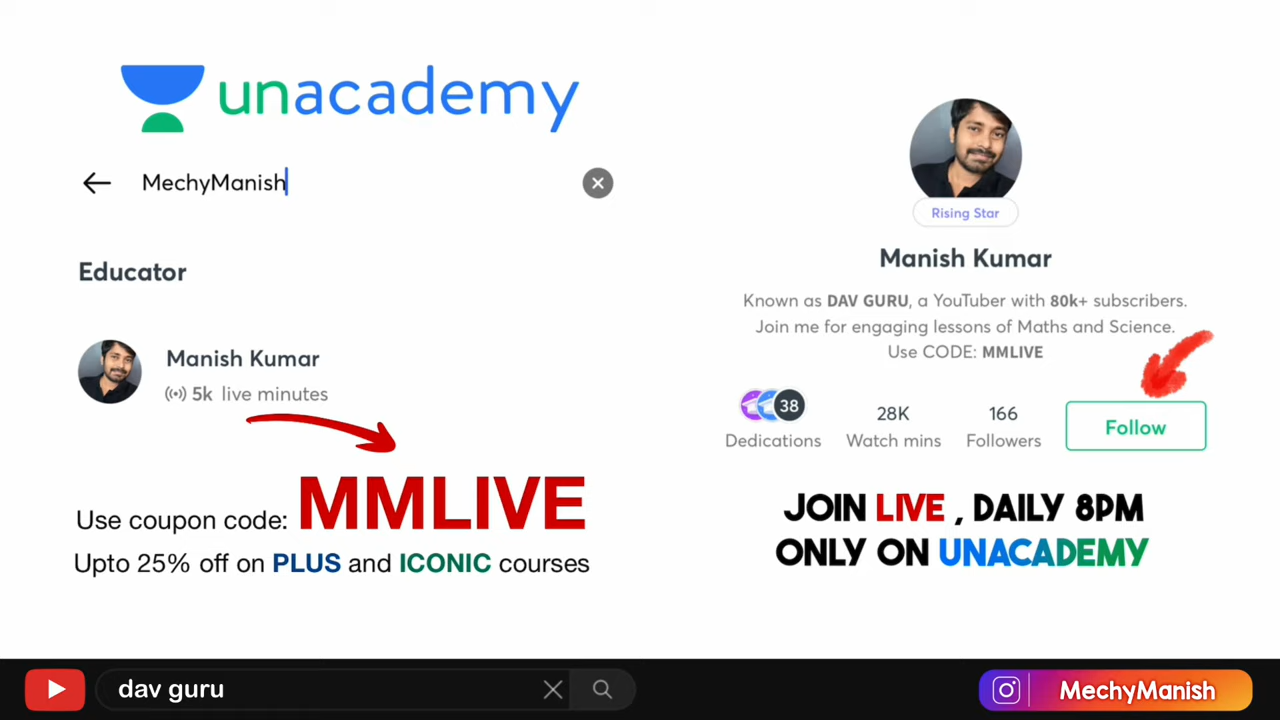 unacademy
MechyManish
Educator
Manish Kumar
5k live minutes
Use coupon code: MMLIVE
Upto 25% off on PLUS and ICONIC courses
Rising Star
Manish Kumar
Known as DAV GURU, a YouTuber with 80k+ subscribers.
Join me for engaging lessons of Maths and Science.
Use CODE: MMLIVE
38 28K 166
Dedications Watch mins Followers
Follow
JOIN LIVE , DAILY 8PM
ONLY ON UNACADEMY
dav guru
MechyManish